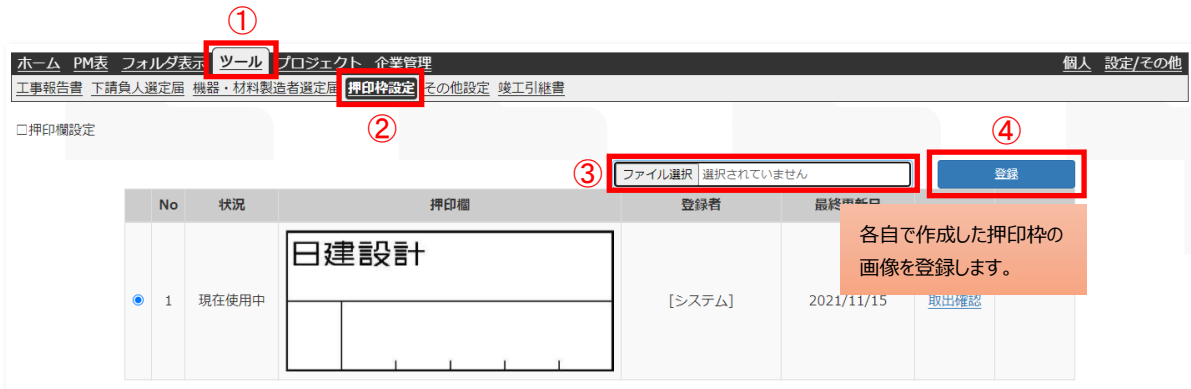 ①
ホーム PM表 フォルダ表示 ツール プロジェクト 企業管理 個人 設定/その他
工事報告書 下請負人選定届 機器・材料製造者選定届 押印枠設定 その他設定 竣工引継書
②
□押印欄設定
④
③ ファイル選択 選択されていません 登録
No 状況 押印欄 登録者 最終更新日
各自で作成した押印枠の
画像を登録します。
日建設計
1 現在使用中 [システム] 2021/11/15 取出確認